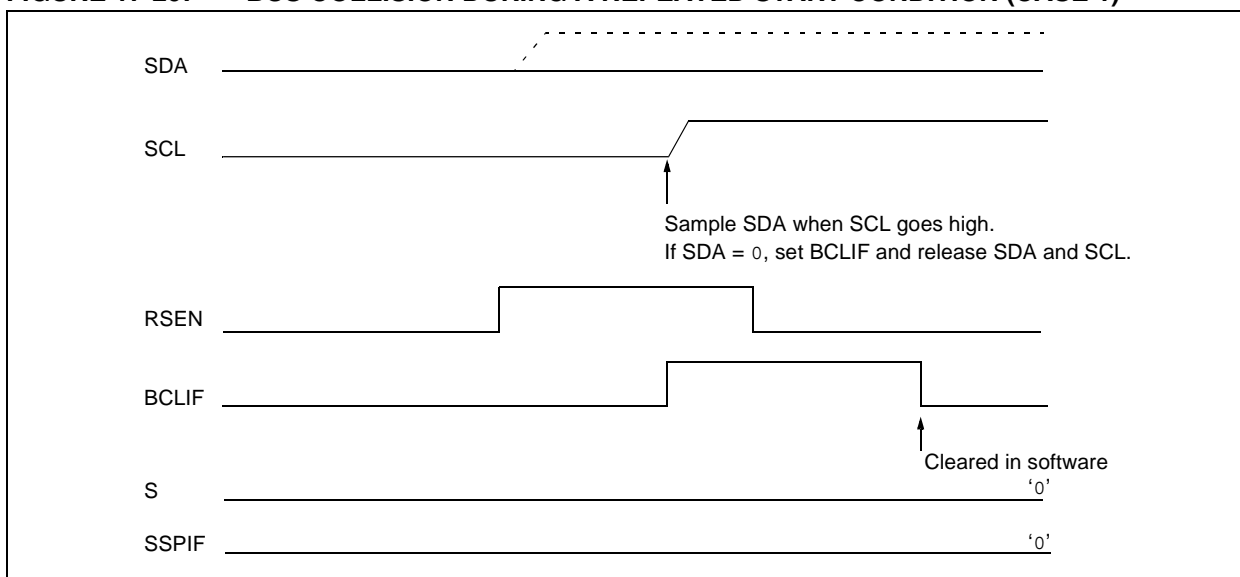 SDA
SCL
Sample SDA when SCL goes high.
If SDA = 0, set BCLIF and release SDA and SCL.
RSEN
BCLIF
Cleared in software
S
‘0’
SSPIF
‘0’